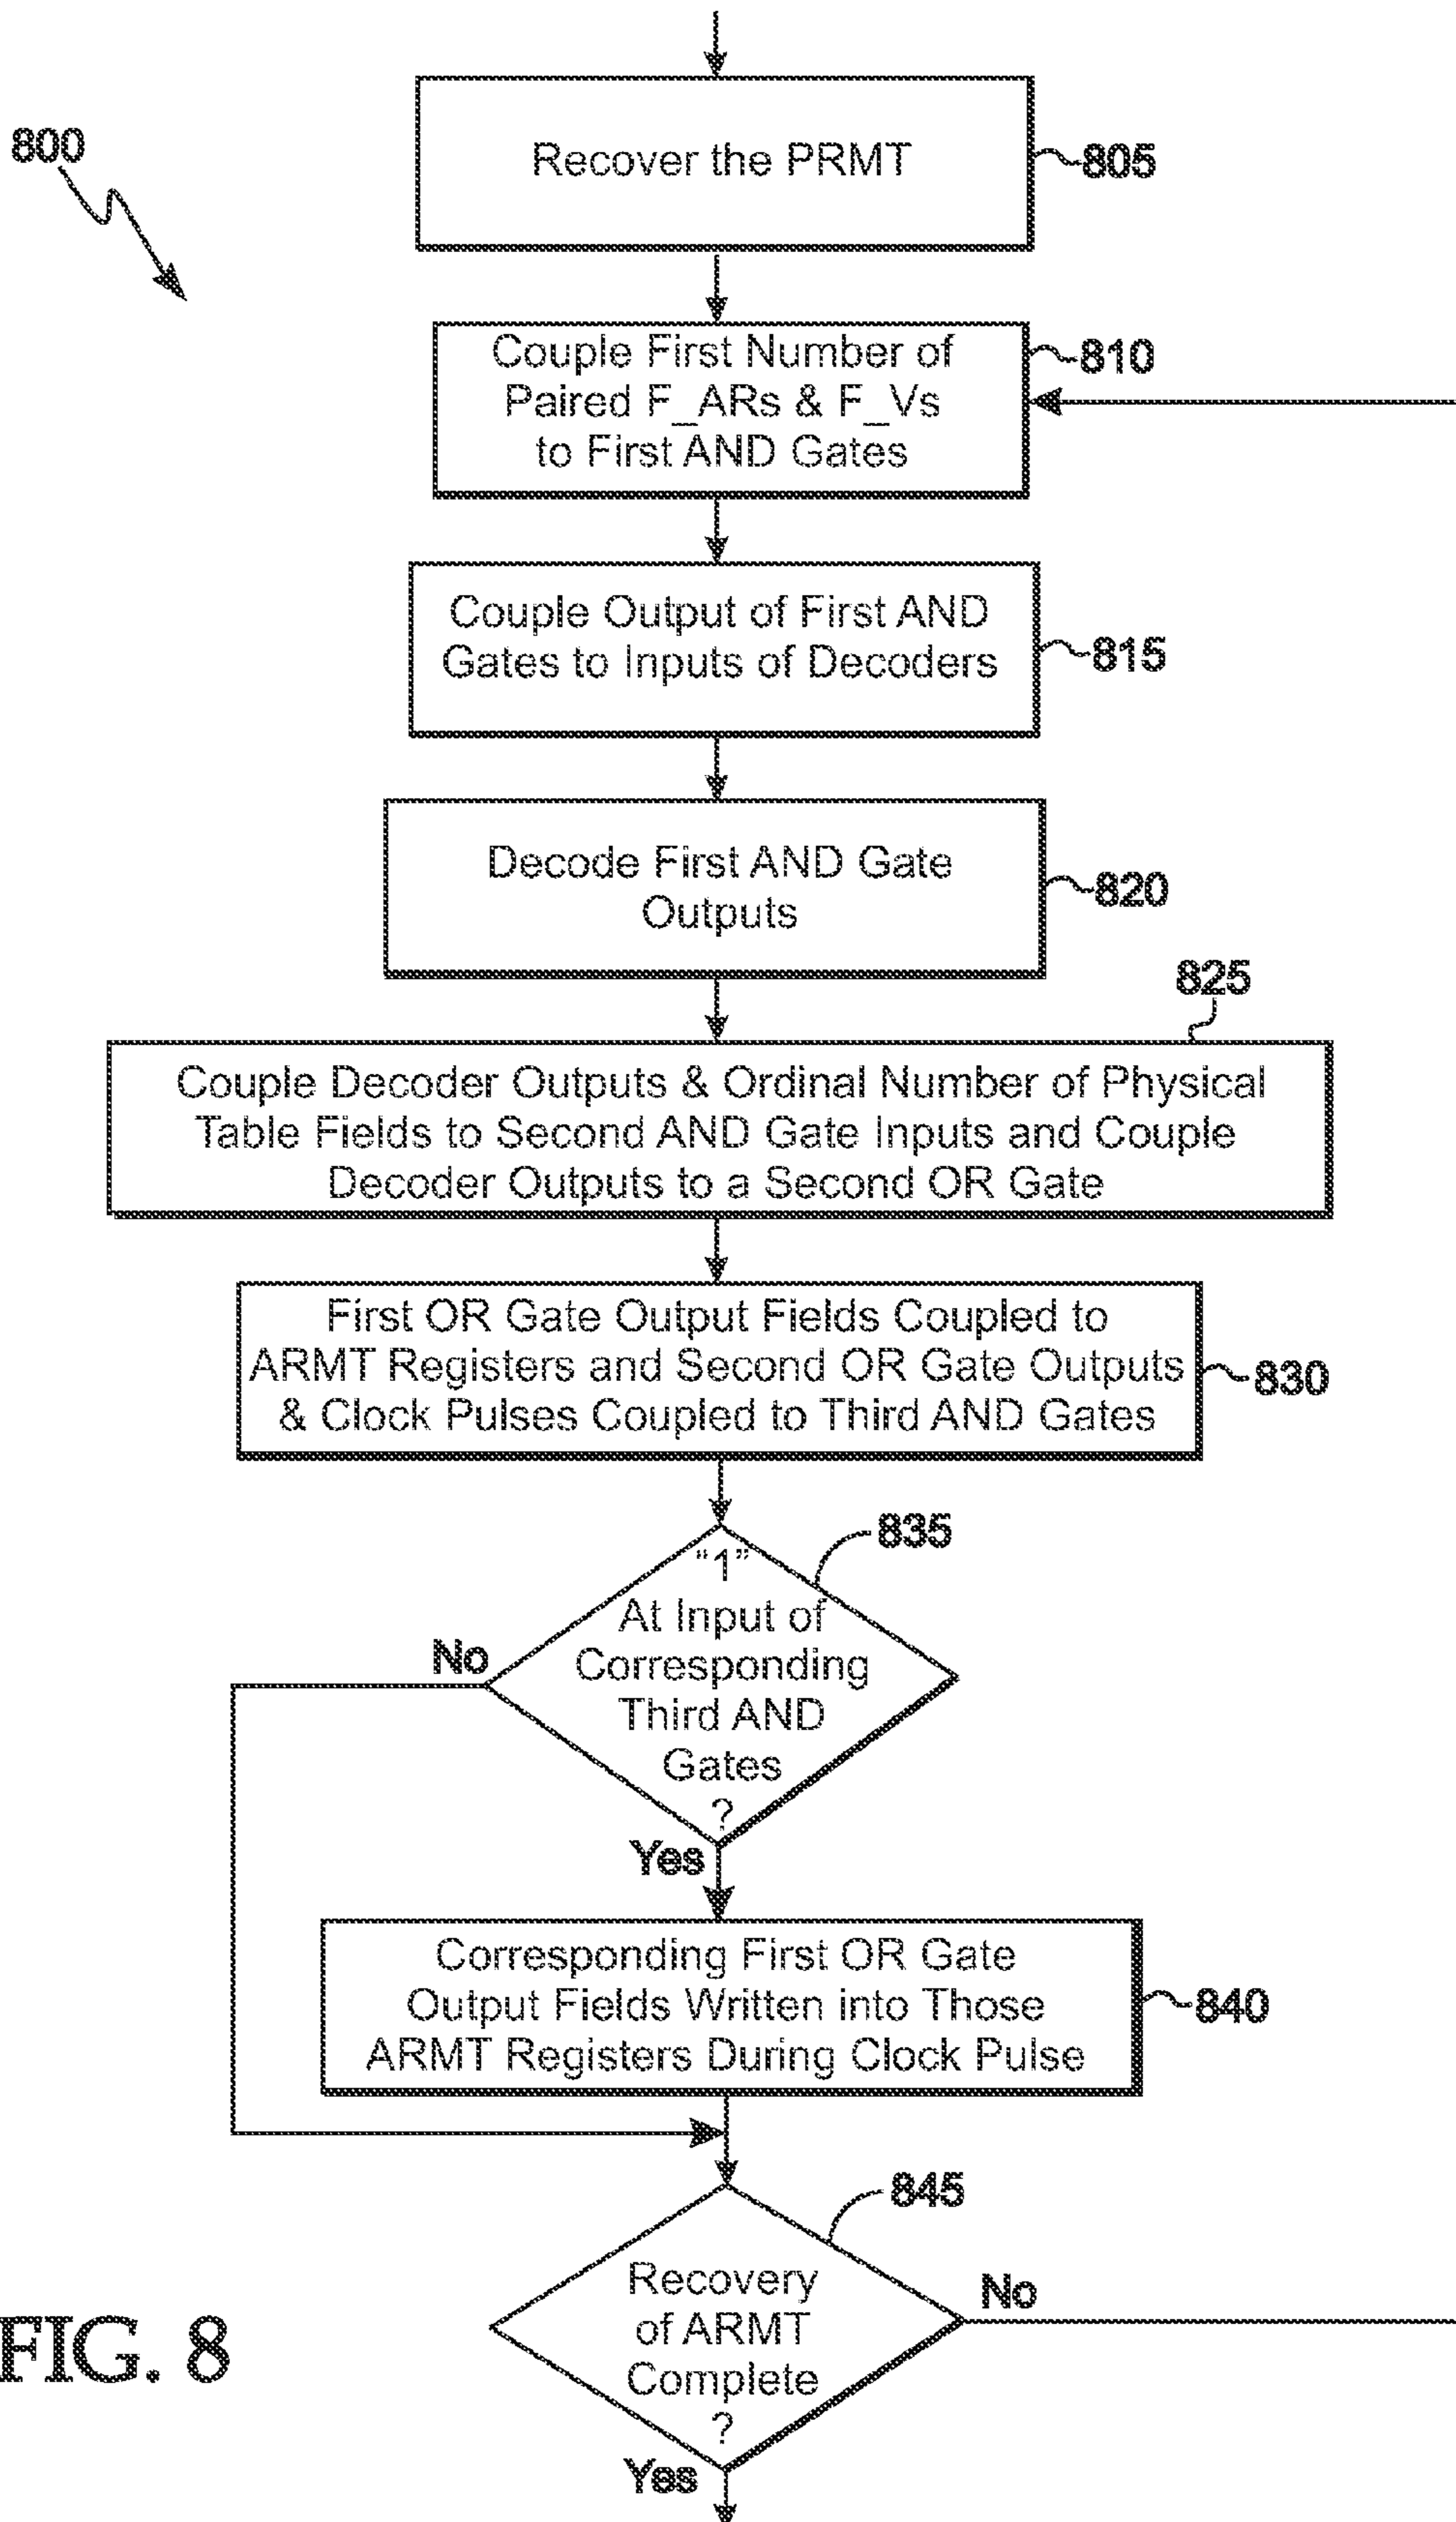 800
Recover the PRMT
805
Couple First Number of
Paired F_ARs & F_Vs
to First AND Gates
810
Couple Output of First AND
Gates to Inputs of Decoders
815
Decode First AND Gate
Outputs
820
825
Couple Decoder Outputs & Ordinal Number of Physical
Table Fields to Second AND Gate Inputs and Couple
Decoder Outputs to a Second OR Gate
First OR Gate Output Fields Coupled to
ARMT Registers and Second OR Gate Outputs
& Clock Pulses Coupled to Third AND Gates
830
835
"1"
At Input of
Corresponding
Third AND
Gates
?
No
Yes
Corresponding First OR Gate
Output Fields Written into Those
ARMT Registers During Clock Pulse
840
845
Recovery
of ARMT
Complete
?
No
Yes
FIG. 8